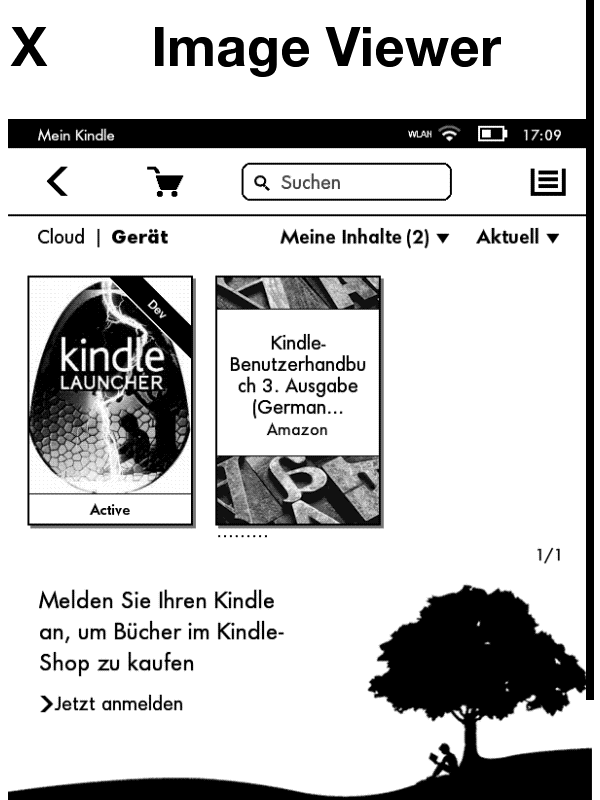 X Image Viewer
Mein Kindle WLAN 17:09
Suchen
Cloud | Gerät Meine Inhalte (2) Aktuell
Dev
kindle
LAUNCHER
Active
Kindle-
Benutzerhandbu
ch 3. Ausgabe
(German...
Amazon
1/1
Melden Sie Ihren Kindle
an, um Bücher im Kindle-
Shop zu kaufen
Jetzt anmelden